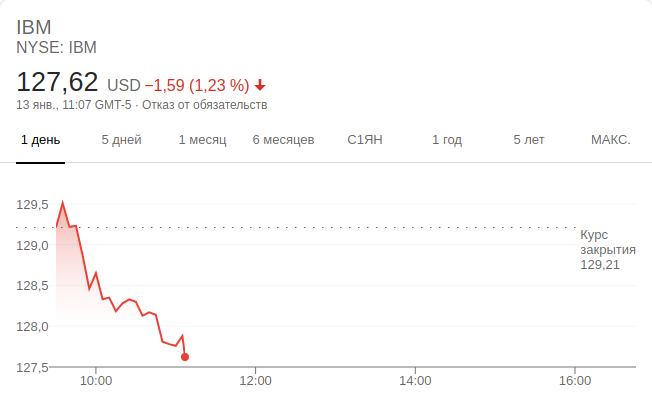 IBM
NYSE: IBM
127,62 USD −1,59 (1,23 %)
13 янв., 11:07 GMT-5 · Отказ от обязательств
1 день 5 дней 1 месяц 6 месяцев С1ЯН 1 год 5 лет МАКС.
129,5
129,0
128,5
128,0
127,5
Курс
закрытия
129,21
10:00 12:00 14:00 16:00